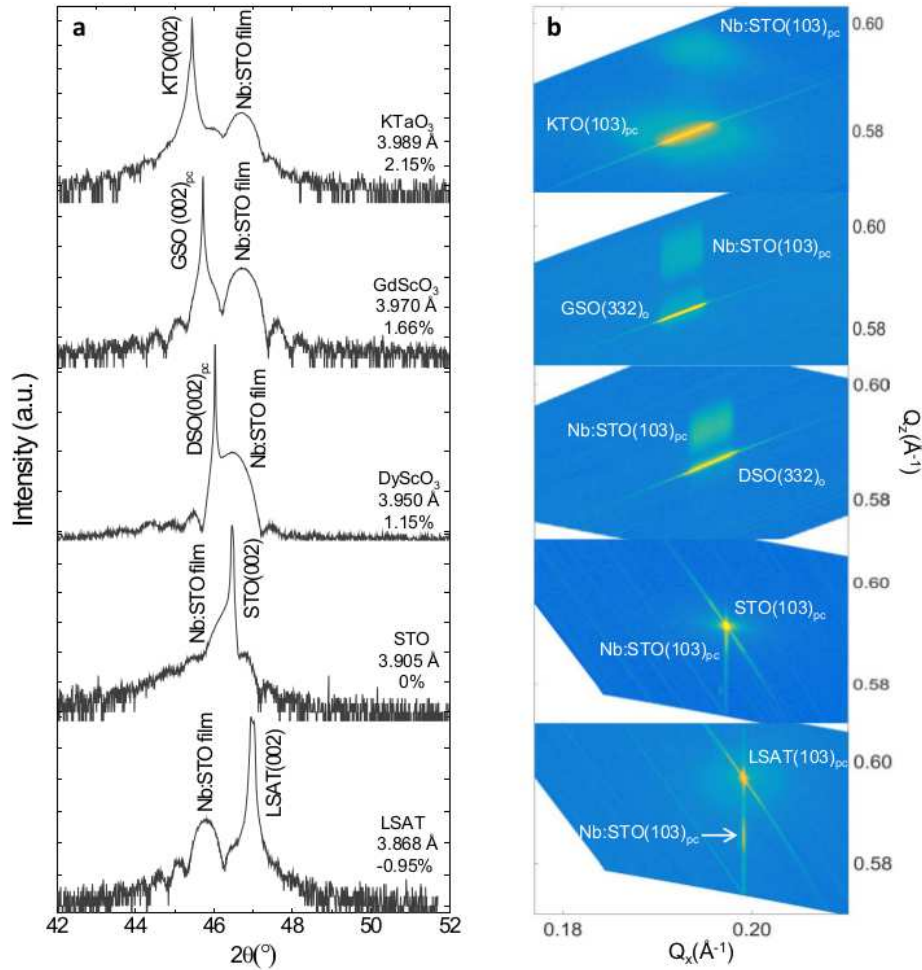 a
KTO(002)
Nb:STO film
KTaO₃
3.989 Å
2.15%
GSO (002)pc
Nb:STO film
GdScO₃
3.970 Å
1.66%
DSO(002)pc
Nb:STO film
DyScO₃
3.950 Å
1.15%
Nb:STO film
STO(002)
STO
3.905 Å
0%
Nb:STO film
LSAT(002)
LSAT
3.868 Å
-0.95%
Intensity (a.u.)
42 44 46 48 50 52
2θ(°)
b
Nb:STO(103)pc
KTO(103)pc
0.60
0.58
Nb:STO(103)pc
GSO(332)o
0.60
0.58
Nb:STO(103)pc
DSO(332)o
0.60
0.58
STO(103)pc
Nb:STO(103)pc
0.60
0.58
LSAT(103)pc
Nb:STO(103)pc
0.60
0.58
Qz(Å⁻¹)
0.18 0.20
Qx(Å⁻¹)